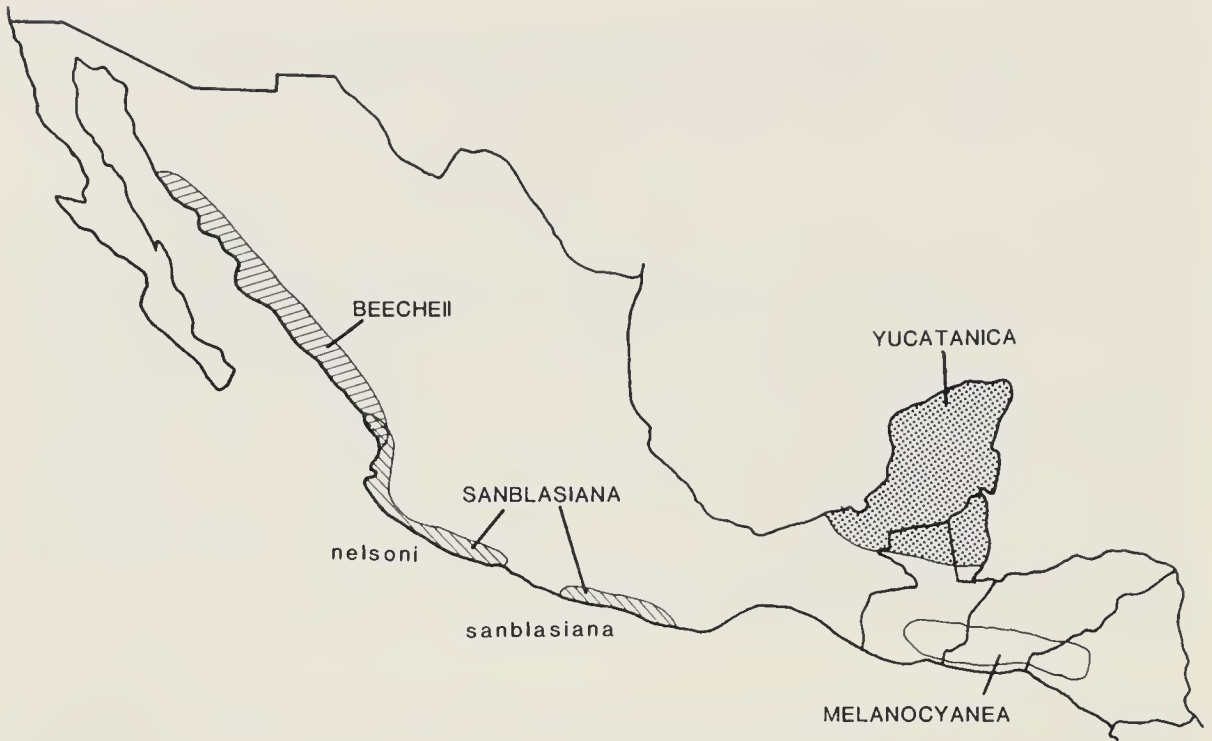 BEECHEII
YUCATANICA
SANBLASIANA
nelsoni
sanblasiana
MELANOCYANEA